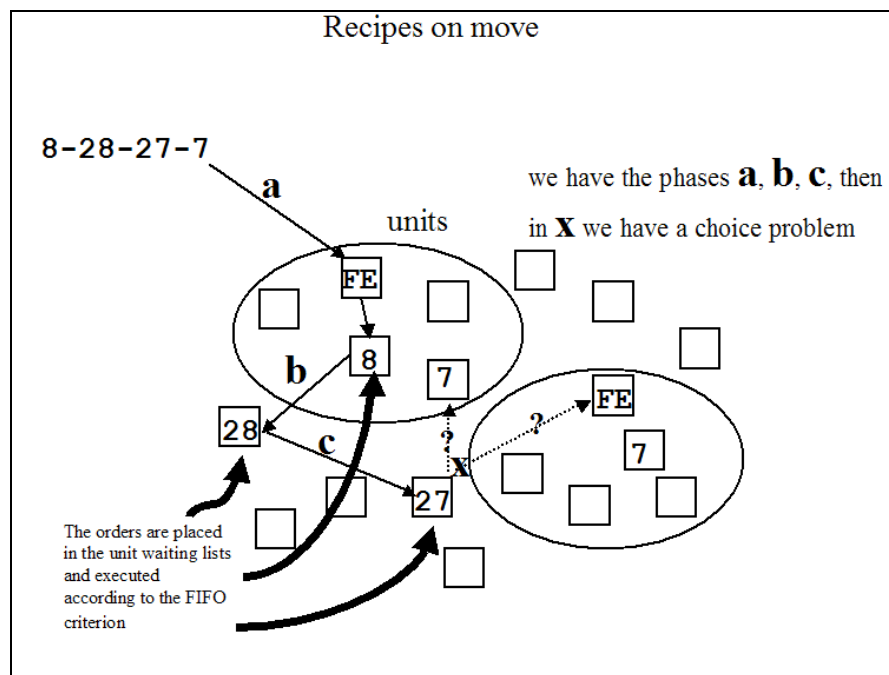 Recipes on move
8-28-27-7
a
we have the phases a, b, c, then
in x we have a choice problem
units
FE
8
7
b
28
c
?
x
?
FE
7
27
The orders are placed
in the unit waiting lists
and executed
according to the FIFO
criterion